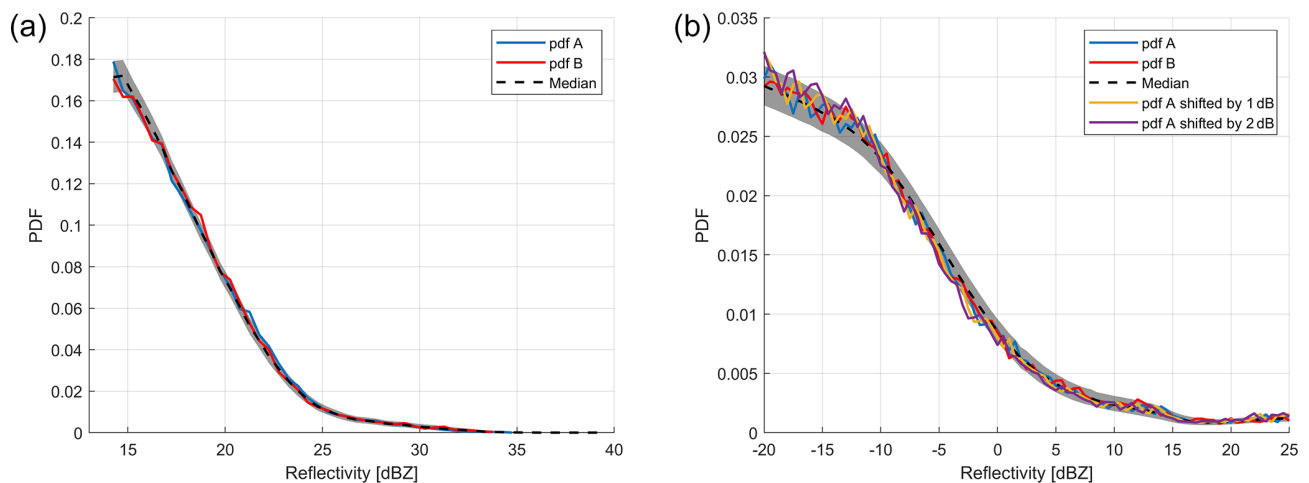 (a)
0.2
0.18
0.16
0.14
0.12
0.1
0.08
0.06
0.04
0.02
0
PDF
15
20
25
30
35
40
Reflectivity [dBZ]
pdf A
pdf B
Median
(b)
0.035
0.03
0.025
0.02
0.015
0.01
0.005
0
PDF
-20
-15
-10
-5
0
5
10
15
20
25
Reflectivity [dBZ]
pdf A
pdf B
Median
pdf A shifted by 1 dB
pdf A shifted by 2 dB